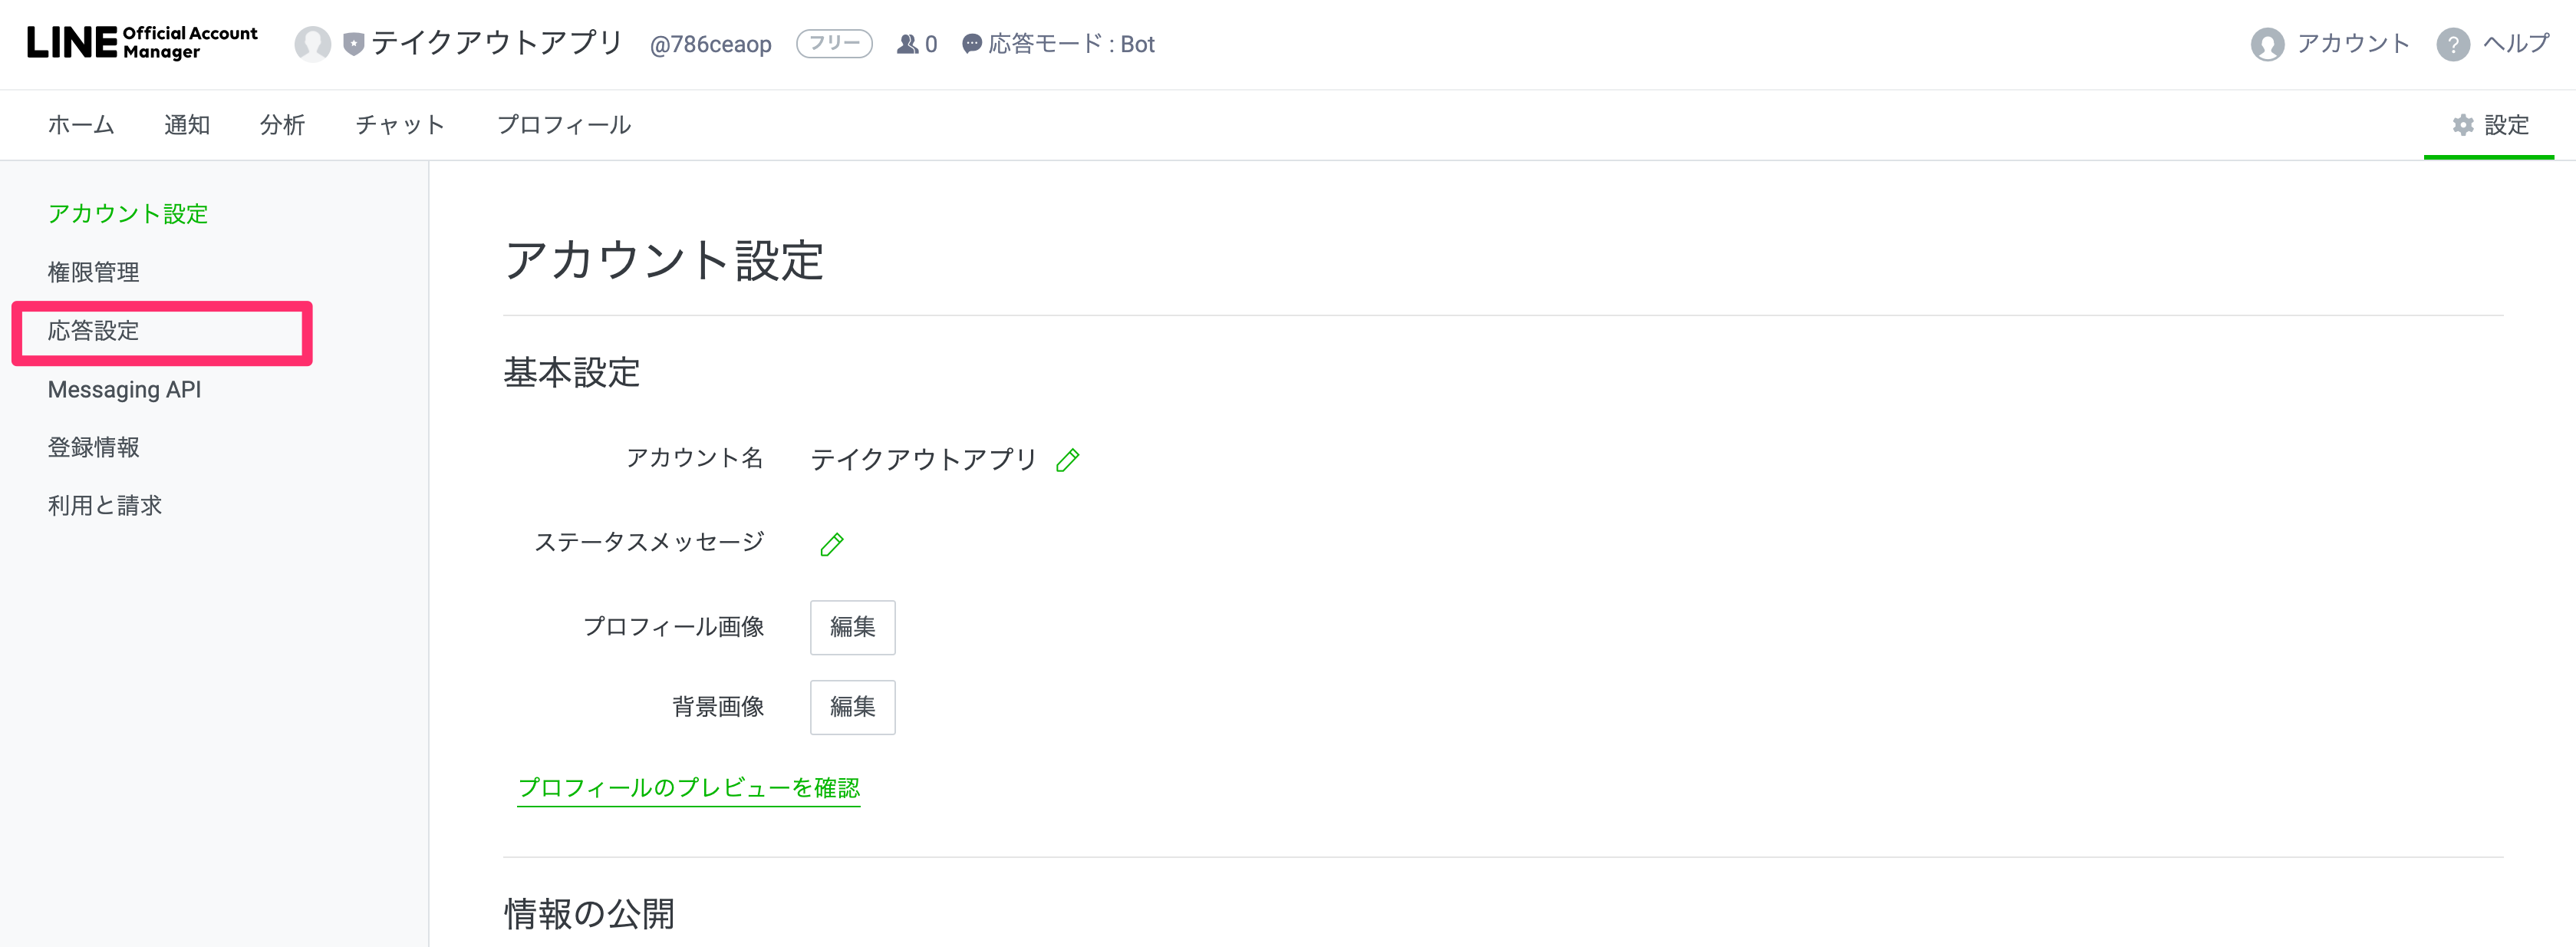 LINE Official Account Manager
テイクアウトアプリ @786ceaop フリー 0 応答モード : Bot
アカウント ? ヘルプ
ホーム 通知 分析 チャット プロフィール 設定
アカウント設定
権限管理
応答設定
Messaging API
登録情報
利用と請求
アカウント設定
基本設定
アカウント名 テイクアウトアプリ
ステータスメッセージ
プロフィール画像 編集
背景画像 編集
プロフィールのプレビューを確認
情報の公開